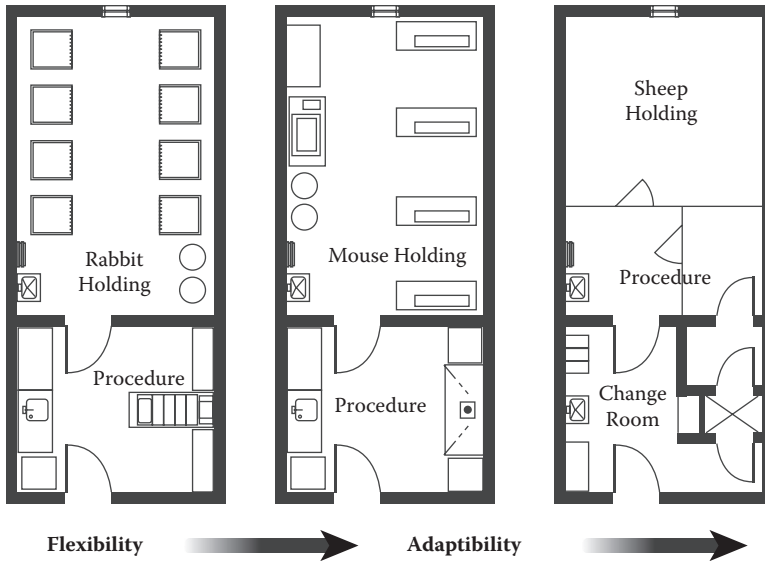 Rabbit
Holding
Procedure
Mouse Holding
Procedure
Sheep
Holding
Procedure
Change
Room
Flexibility
Adaptibility